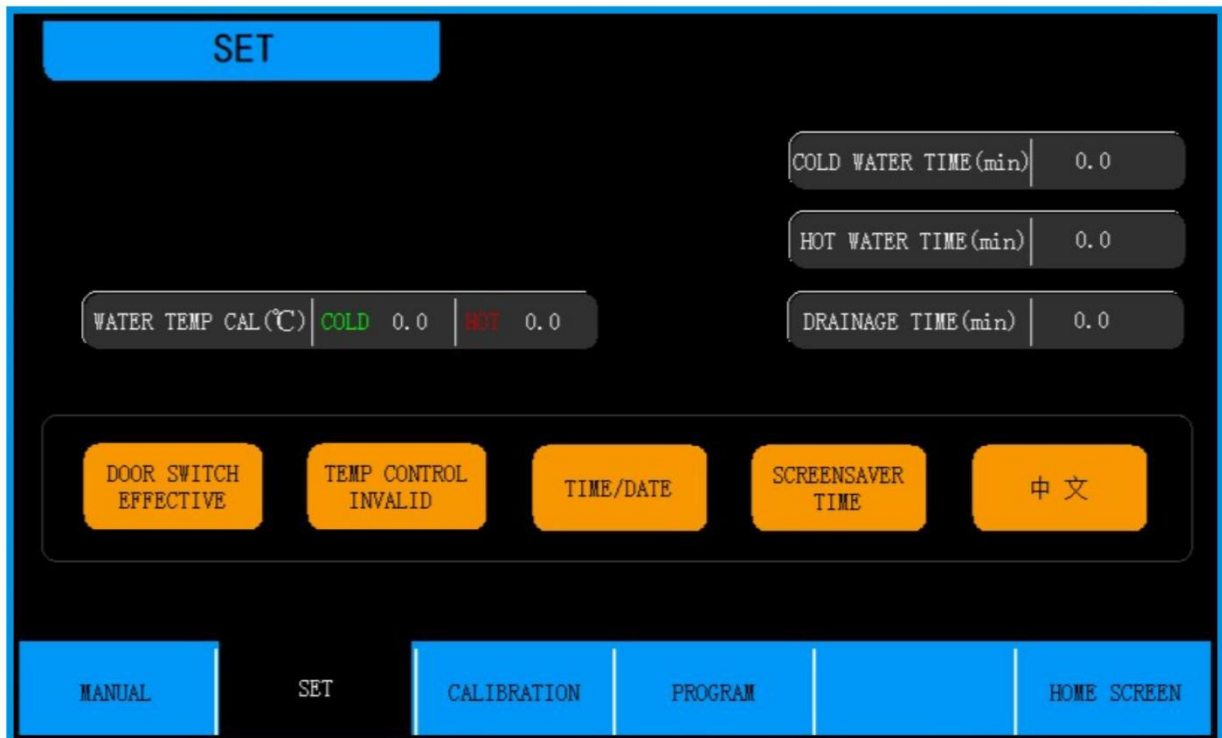 SET
COLD WATER TIME(min) 0.0
HOT WATER TIME(min) 0.0
WATER TEMP CAL(℃) COLD 0.0 HOT 0.0
DRAINAGE TIME(min) 0.0
DOOR SWITCH
EFFECTIVE
TEMP CONTROL
INVALID
TIME/DATE
SCREENSAVER
TIME
中文
MANUAL
SET
CALIBRATION
PROGRAM
HOME SCREEN